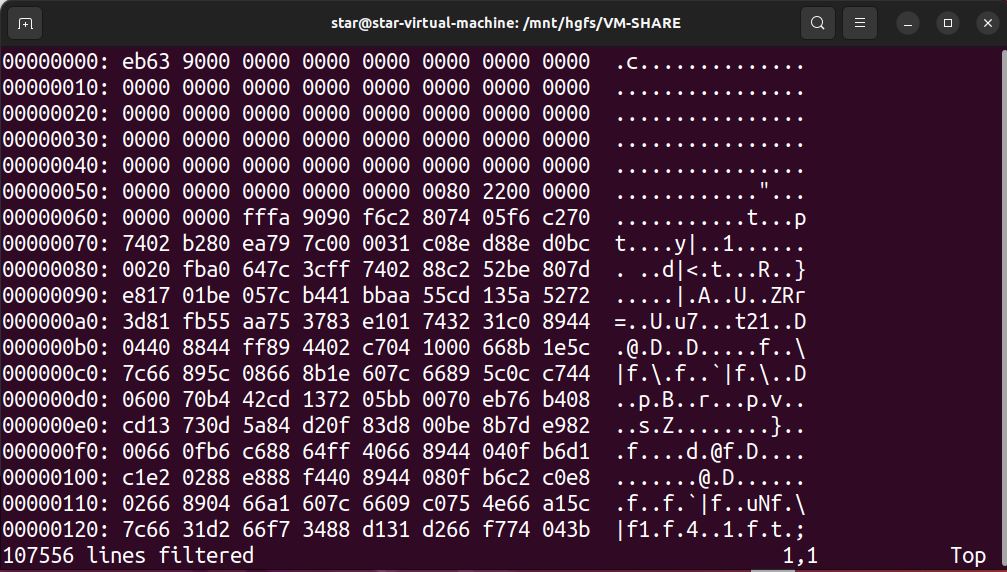 star@star-virtual-machine: /mnt/hgfs/VM-SHARE
00000000: eb63 9000 0000 0000 0000 0000 0000 0000  .c..............
00000010: 0000 0000 0000 0000 0000 0000 0000 0000  ................
00000020: 0000 0000 0000 0000 0000 0000 0000 0000  ................
00000030: 0000 0000 0000 0000 0000 0000 0000 0000  ................
00000040: 0000 0000 0000 0000 0000 0000 0000 0000  ................
00000050: 0000 0000 0000 0000 0000 0080 2200 0000  ............"...
00000060: 0000 0000 fffa 9090 f6c2 8074 05f6 c270  ...........t...p
00000070: 7402 b280 ea79 7c00 0031 c08e d88e d0bc  t....y|..1......
00000080: 0020 fba0 647c 3cff 7402 88c2 52be 807d  . ..d|<.t...R..}
00000090: e817 01be 057c b441 bbaa 55cd 135a 5272  .....|.A..U..ZRr
000000a0: 3d81 fb55 aa75 3783 e101 7432 31c0 8944  =..U.u7...t21..D
000000b0: 0440 8844 ff89 4402 c704 1000 668b 1e5c  .@.D..D.....f..\
000000c0: 7c66 895c 0866 8b1e 607c 6689 5c0c c744  |f.\.f..`|f.\..D
000000d0: 0600 70b4 42cd 1372 05bb 0070 eb76 b408  ..p.B..r...p.v..
000000e0: cd13 730d 5a84 d20f 83d8 00be 8b7d e982  ..s.Z........}..
000000f0: 0066 0fb6 c688 64ff 4066 8944 040f b6d1  .f....d.@f.D....
00000100: c1e2 0288 e888 f440 8944 080f b6c2 c0e8  .......@.D......
00000110: 0266 8904 66a1 607c 6609 c075 4e66 a15c  .f..f.`|f..uNf.\
00000120: 7c66 31d2 66f7 3488 d131 d266 f774 043b  |f1.f.4..1.f.t.;
107556 lines filtered 1,1 Top